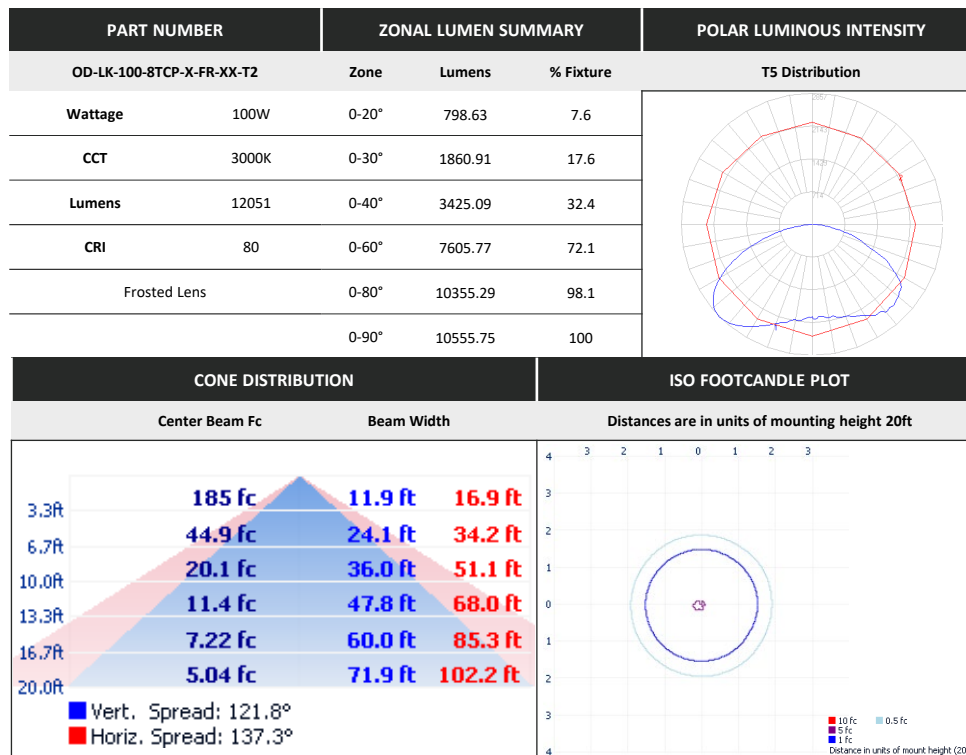 PART NUMBER
ZONAL LUMEN SUMMARY
POLAR LUMINOUS INTENSITY
OD-LK-100-8TCP-X-FR-XX-T2
Zone Lumens % Fixture
T5 Distribution
Wattage 100W
0-20° 798.63 7.6
CCT 3000K
0-30° 1860.91 17.6
Lumens 12051
0-40° 3425.09 32.4
CRI 80
0-60° 7605.77 72.1
Frosted Lens
0-80° 10355.29 98.1
0-90° 10555.75 100
2143
1429
714
CONE DISTRIBUTION
ISO FOOTCANDLE PLOT
Center Beam Fc Beam Width
Distances are in units of mounting height 20ft
3.3ft 185 fc 11.9 ft 16.9 ft
6.7ft 44.9 fc 24.1 ft 34.2 ft
10.0ft 20.1 fc 36.0 ft 51.1 ft
13.3ft 11.4 fc 47.8 ft 68.0 ft
16.7ft 7.22 fc 60.0 ft 85.3 ft
20.0ft 5.04 fc 71.9 ft 102.2 ft
Vert. Spread: 121.8°
Horiz. Spread: 137.3°
4 3 2 1 0 1 2 3
3
2
1
0
1
2
3
4
10 fc 0.5 fc
5 fc
1 fc
Distance in units of mount height (20